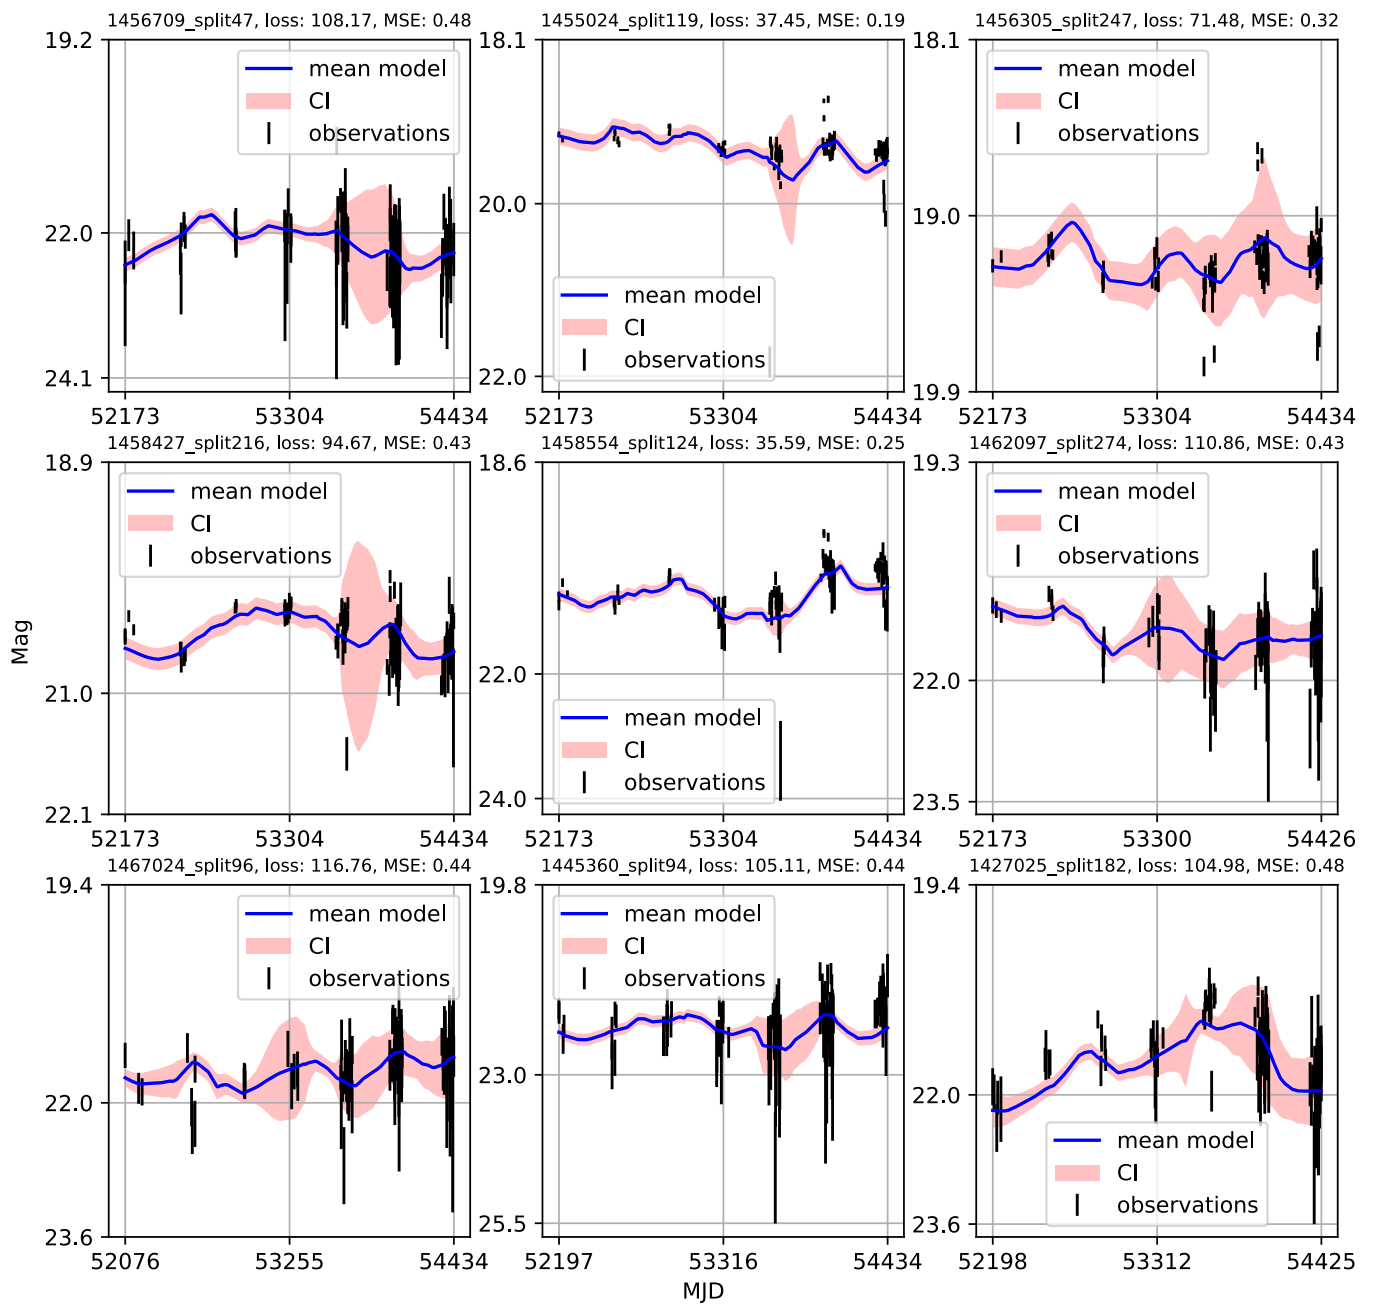 1456709_split47, loss: 108.17, MSE: 0.48
19.2
22.0
24.1
mean model
CI
observations
52173
53304
54434
1455024_split119, loss: 37.45, MSE: 0.19
18.1
20.0
22.0
mean model
CI
observations
52173
53304
54434
1456305_split247, loss: 71.48, MSE: 0.32
18.1
19.0
19.9
mean model
CI
observations
52173
53304
54434
1458427_split216, loss: 94.67, MSE: 0.43
18.9
21.0
22.1
mean model
CI
observations
52173
53304
54434
1458554_split124, loss: 35.59, MSE: 0.25
18.6
22.0
24.0
mean model
CI
observations
52173
53304
54434
1462097_split274, loss: 110.86, MSE: 0.43
19.3
22.0
23.5
mean model
CI
observations
52173
53300
54426
Mag
1467024_split96, loss: 116.76, MSE: 0.44
19.4
22.0
23.6
mean model
CI
observations
52076
53255
54434
1445360_split94, loss: 105.11, MSE: 0.44
19.8
23.0
25.5
mean model
CI
observations
52197
53316
54434
1427025_split182, loss: 104.98, MSE: 0.48
19.4
22.0
23.6
mean model
CI
observations
52198
53312
54425
MJD